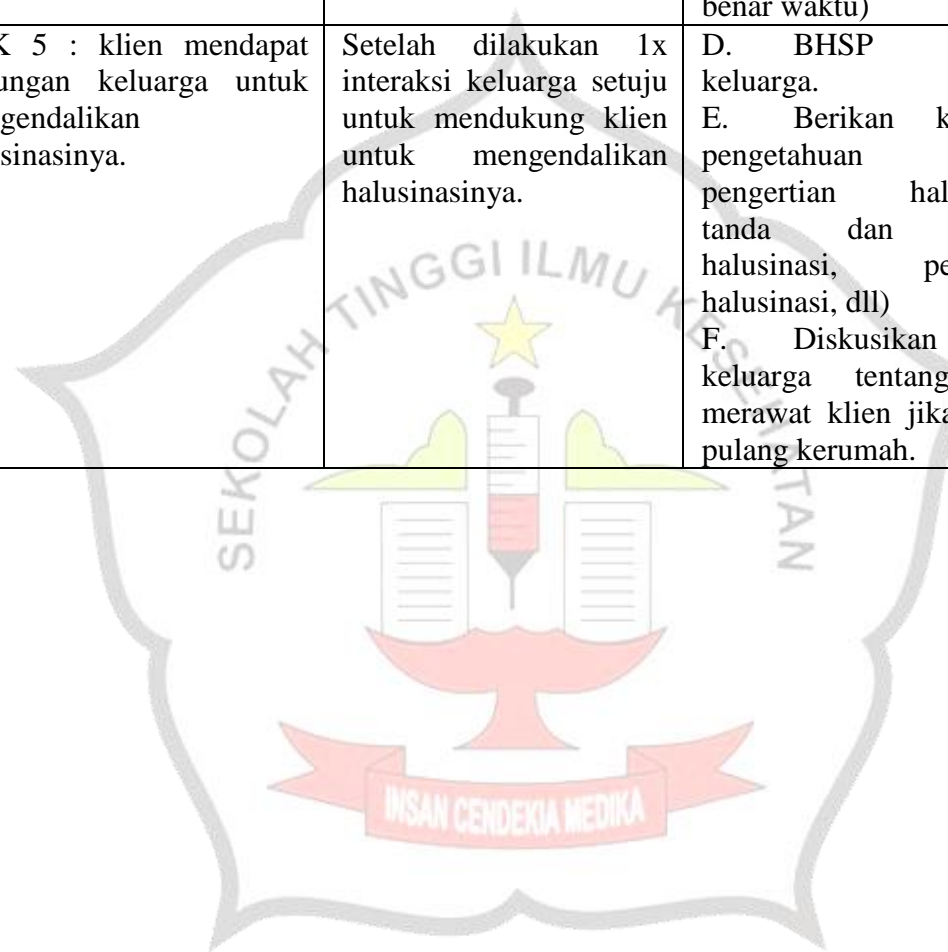 benar waktu)
K 5 : klien mendapat
ungan keluarga untuk
gendalikan
sinasinya.
Setelah dilakukan 1x
interaksi keluarga setuju
untuk mendukung klien
untuk mengendalikan
halusinasinya.
D. BHSP
keluarga.
E. Berikan k
pengetahuan
pengertian hal
tanda dan
halusinasi, pe
halusinasi, dll)
F. Diskusikan
keluarga tentang
merawat klien jika
pulang kerumah.
SEKOLAH TINGGI ILMU KESEHATAN
INSAN CENDEKIA MEDIKA